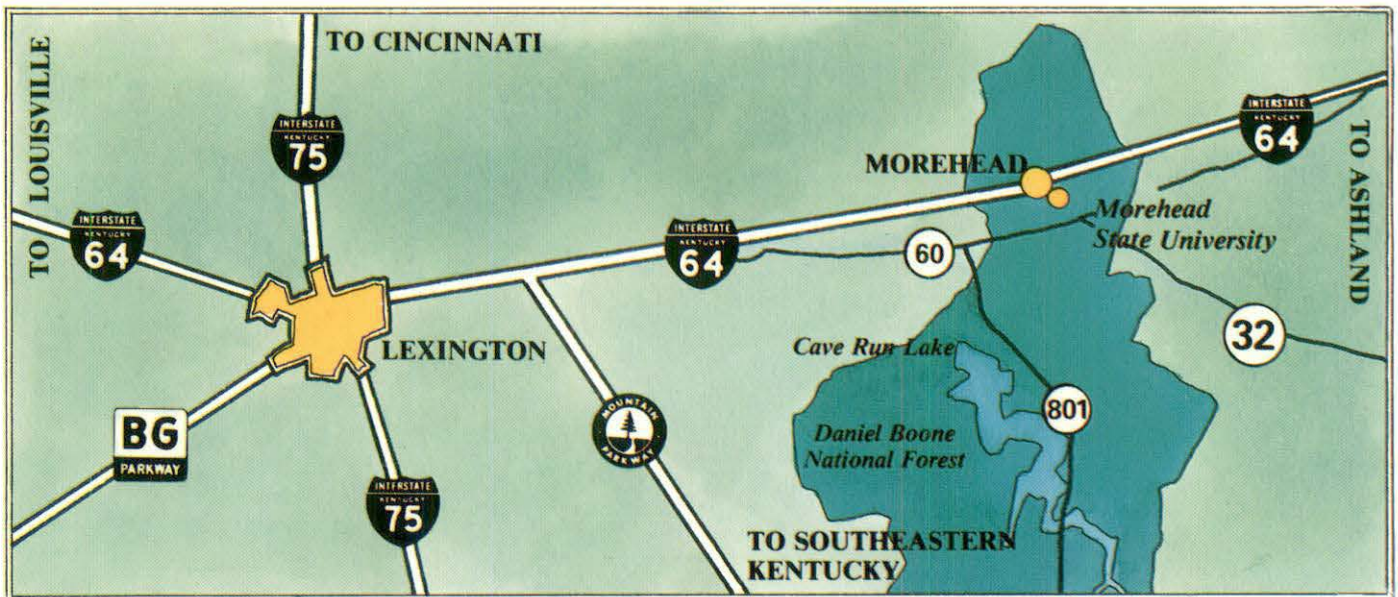 TO LOUISVILLE
TO CINCINNATI
INTERSTATE
KENTUCKY
75
INTERSTATE
KENTUCKY
64
MOREHEAD
TO ASHLAND
INTERSTATE
KENTUCKY
64
INTERSTATE
KENTUCKY
64
60
Morehead
State University
LEXINGTON
Cave Run Lake
32
BG
PARKWAY
MOUNTAIN
PARKWAY
801
Daniel Boone
National Forest
INTERSTATE
KENTUCKY
75
TO SOUTHEASTERN
KENTUCKY